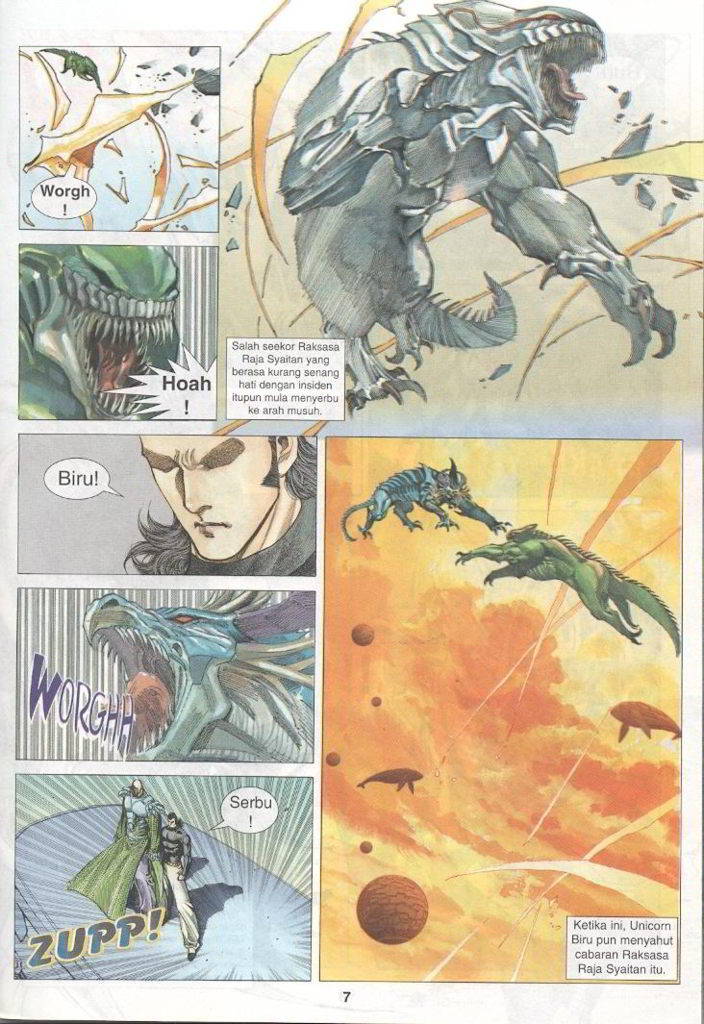 Worgh
!
Hoah
!
Salah seekor Raksasa
Raja Syaitan yang
berasa kurang senang
hati dengan insiden
itupun mula menyerbu
ke arah musuh.
Biru!
WORGHH
Serbu
!
ZUPP!
Ketika ini, Unicorn
Biru pun menyahut
cabaran Raksasa
Raja Syaitan itu.
7